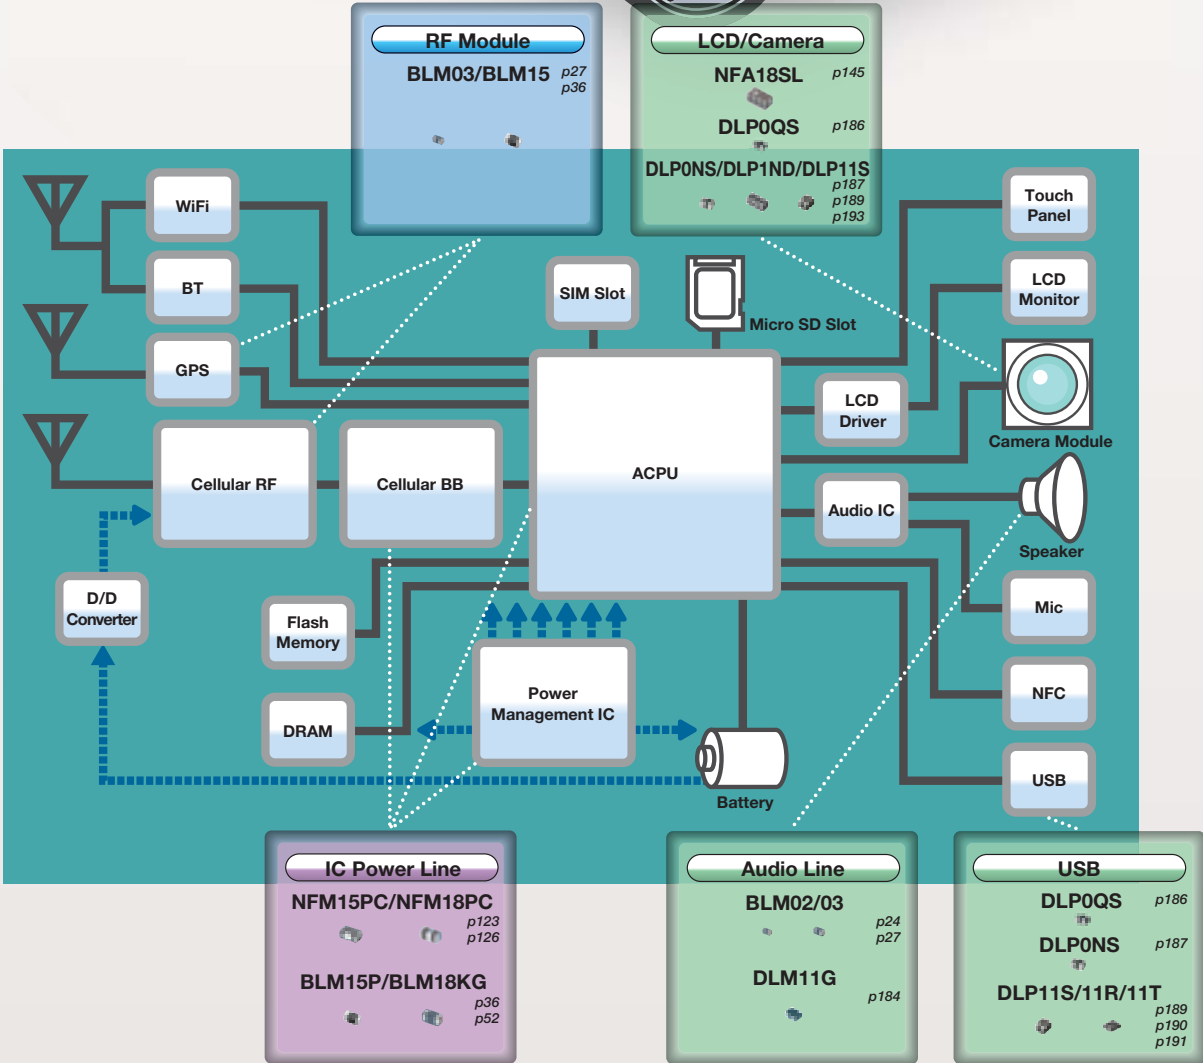 RF Module
BLM03/BLM15 p27
p36
LCD/Camera
NFA18SL p145
DLP0QS p186
DLP0NS/DLP1ND/DLP11S
p187
p189
p193
WiFi
BT
GPS
Cellular RF
Cellular BB
SIM Slot
Micro SD Slot
ACPU
Touch
Panel
LCD
Monitor
LCD
Driver
Camera Module
Audio IC
Speaker
Mic
NFC
USB
D/D
Converter
Flash
Memory
DRAM
Power
Management IC
Battery
IC Power Line
NFM15PC/NFM18PC
p123
p126
BLM15P/BLM18KG
p36
p52
Audio Line
BLM02/03
p24
p27
DLM11G
p184
USB
DLP0QS p186
DLP0NS p187
DLP11S/11R/11T
p189
p190
p191